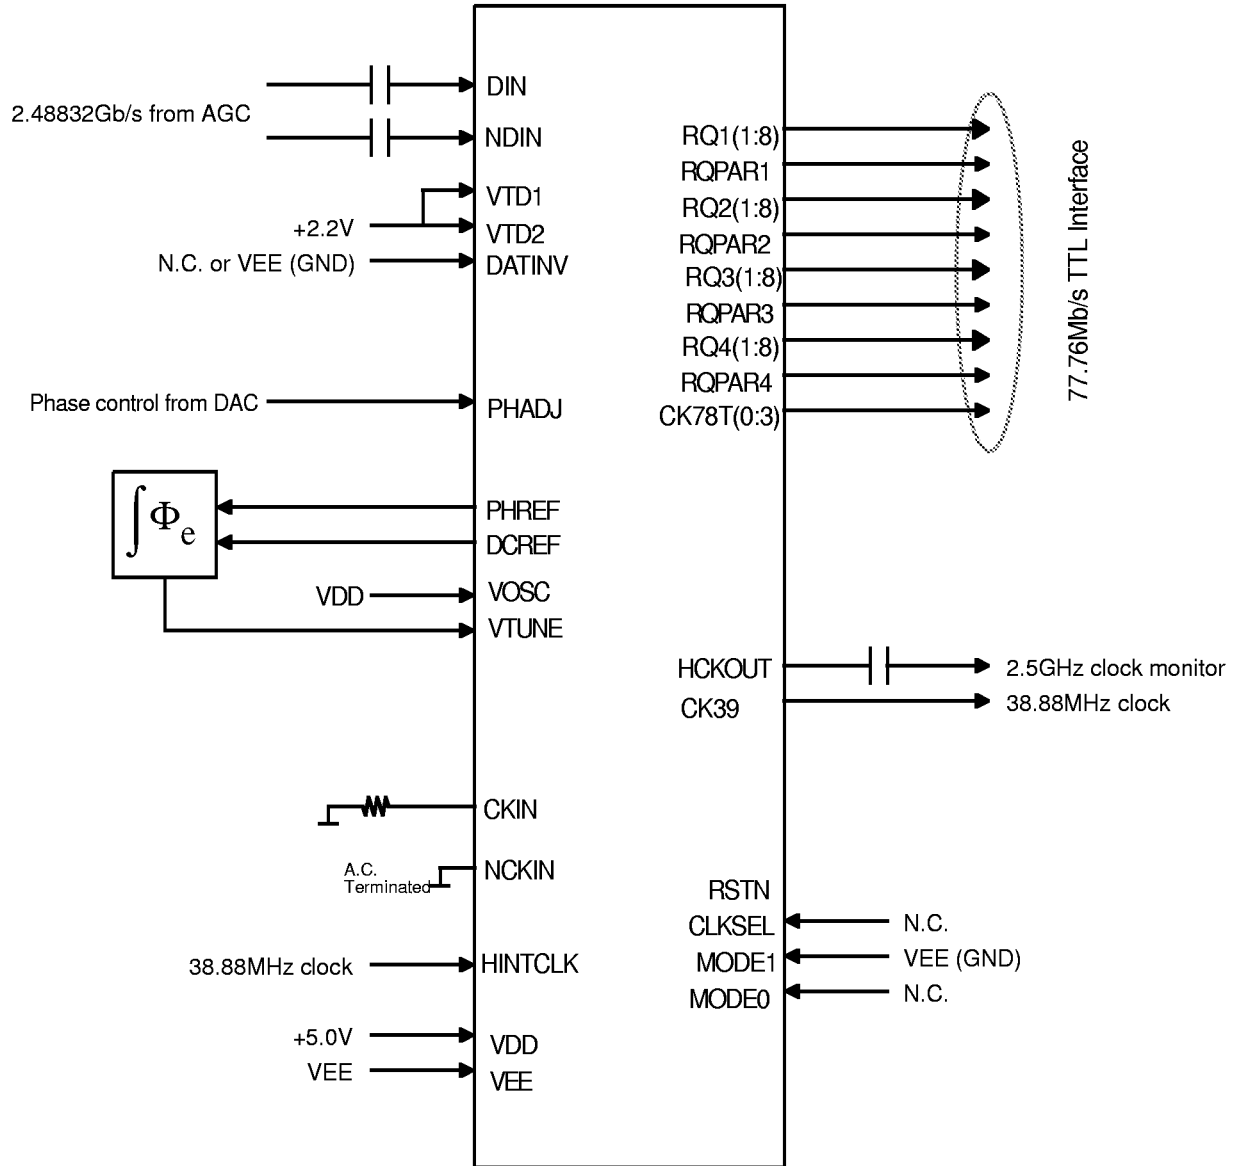 2.48832Gb/s from AGC
DIN
NDIN
VTD1
+2.2V
VTD2
N.C. or VEE (GND)
DATINV
Phase control from DAC
PHADJ
∫Φe
PHREF
DCREF
VDD
VOSC
VTUNE
CKIN
A.C.
Terminated
NCKIN
38.88MHz clock
HINTCLK
+5.0V
VDD
VEE
VEE
RQ1(1:8)
RQPAR1
RQ2(1:8)
RQPAR2
RQ3(1:8)
RQPAR3
RQ4(1:8)
RQPAR4
CK78T(0:3)
77.76Mb/s TTL Interface
HCKOUT
2.5GHz clock monitor
CK39
38.88MHz clock
RSTN
CLKSEL
N.C.
MODE1
VEE (GND)
MODE0
N.C.